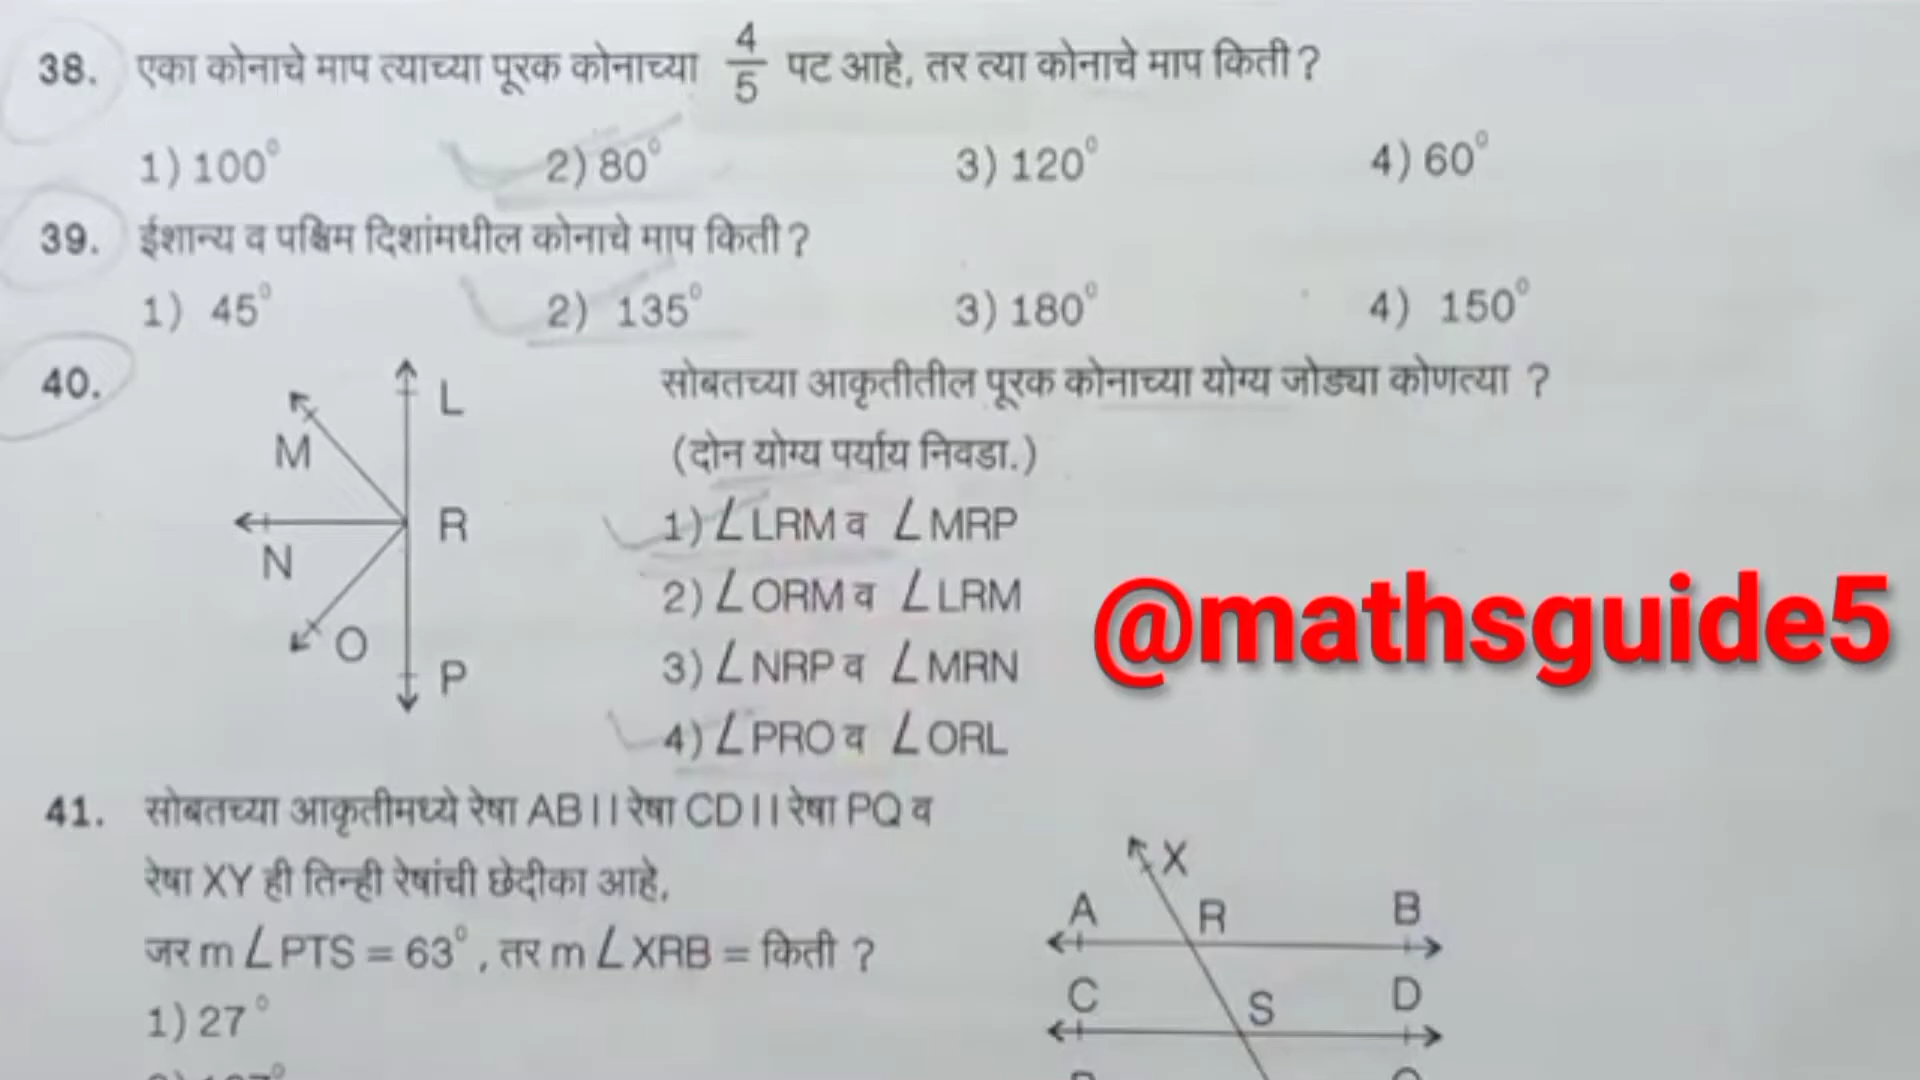 38. एका कोनाचे माप त्याच्या पूरक कोनाच्या 4/5 पट आहे, तर त्या कोनाचे माप किती ?
1) 100° 2) 80° 3) 120° 4) 60°
39. ईशान्य व पश्चिम दिशांमधील कोनाचे माप किती ?
1) 45° 2) 135° 3) 180° 4) 150°
40. सोबतच्या आकृतीतील पूरक कोनाच्या योग्य जोड्या कोणत्या ?
(दोन योग्य पर्याय निवडा.)
L
M
N
R
O
P
1) ∠LRM व ∠MRP
2) ∠ORM व ∠LRM
3) ∠NRP व ∠MRN
4) ∠PRO व ∠ORL
@mathsguide5
41. सोबतच्या आकृतीमध्ये रेषा AB || रेषा CD || रेषा PQ व
रेषा XY ही तिन्ही रेषांची छेदीका आहे,
जर m∠PTS = 63°, तर m∠XRB = किती ?
1) 27°
X
A R B
C S D